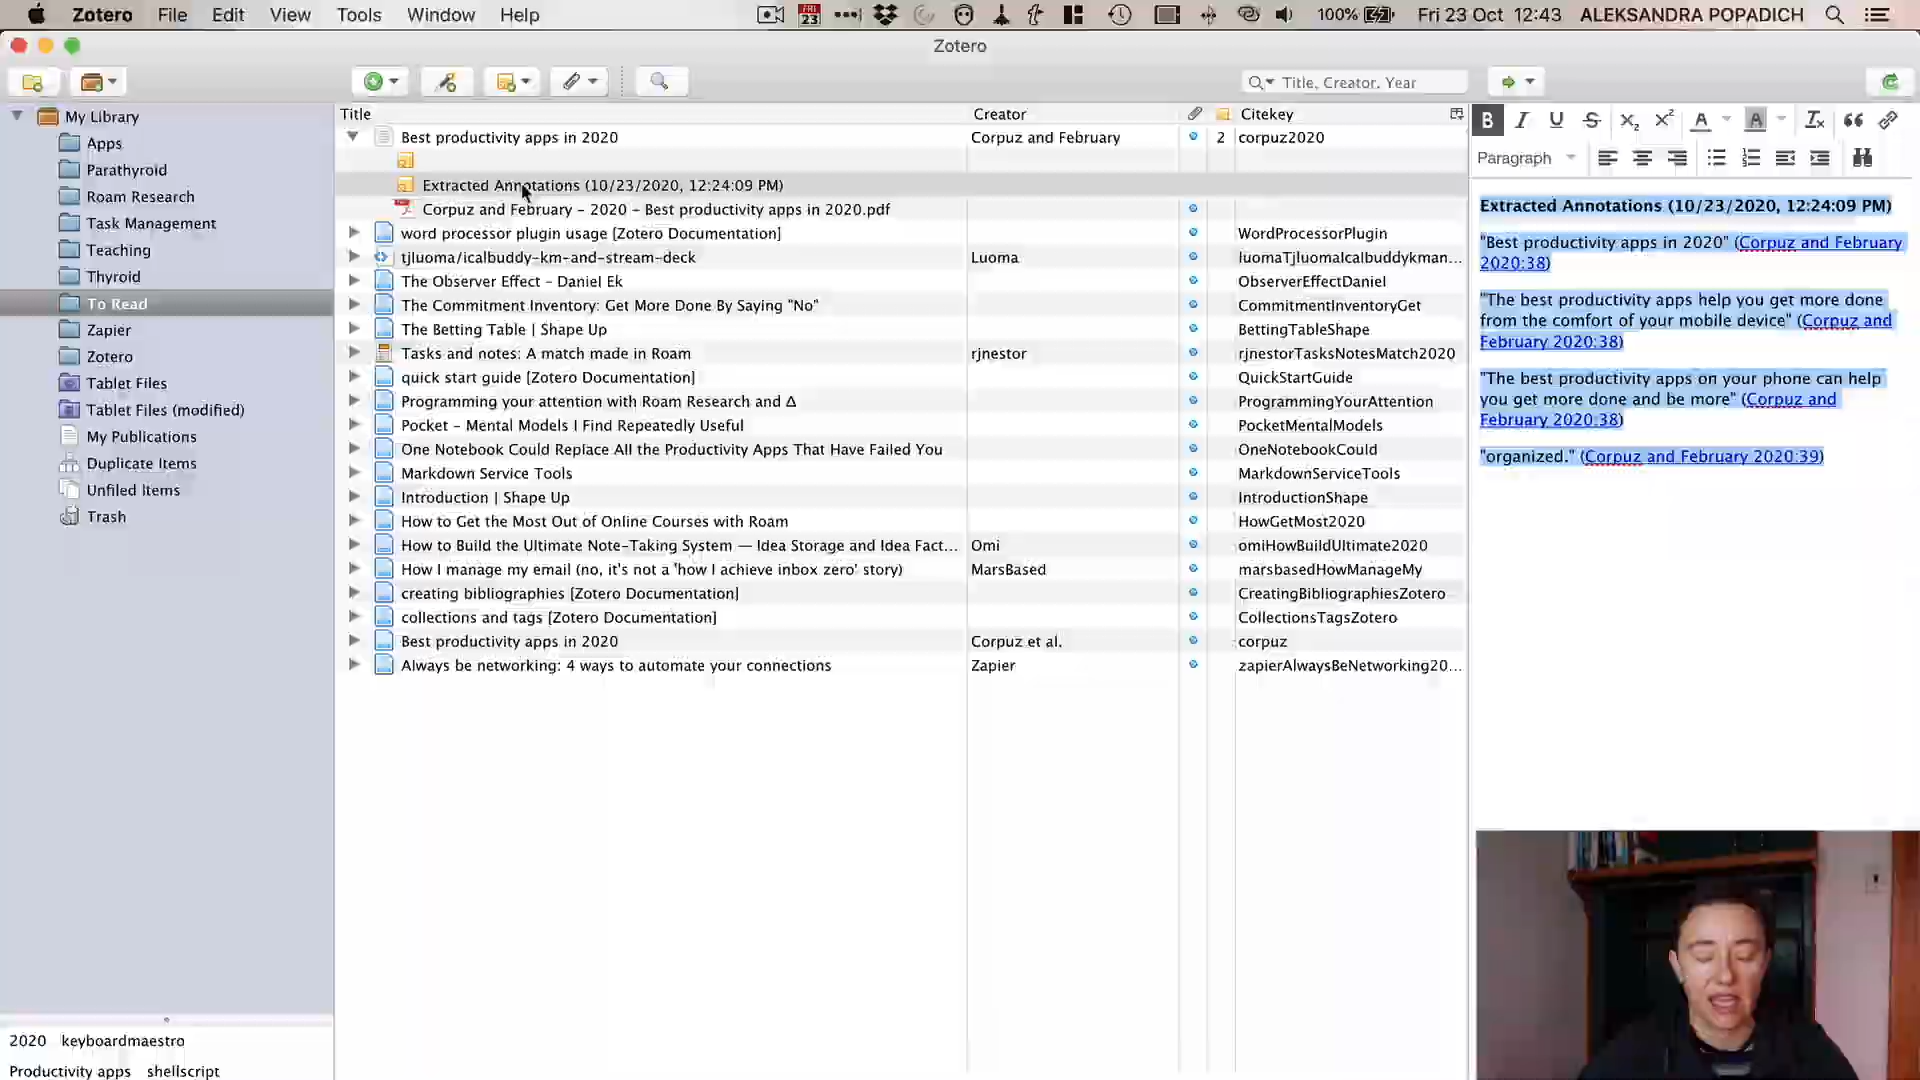 Zotero File Edit View Tools Window Help
FRI 23
100% Fri 23 Oct 12:43 ALEKSANDRA POPADICH
Zotero
Title, Creator, Year
My Library
Apps
Parathyroid
Roam Research
Task Management
Teaching
Thyroid
To Read
Zapier
Zotero
Tablet Files
Tablet Files (modified)
My Publications
Duplicate Items
Unfiled Items
Trash
2020 keyboardmaestro
Productivity apps shellscript
Title Creator Citekey
Best productivity apps in 2020 Corpuz and February 2 corpuz2020
Extracted Annotations (10/23/2020, 12:24:09 PM)
Corpuz and February - 2020 - Best productivity apps in 2020.pdf
word processor plugin usage [Zotero Documentation] WordProcessorPlugin
tjluoma/icalbuddy-km-and-stream-deck Luoma luomaTjluomaIcalbuddykman...
The Observer Effect – Daniel Ek ObserverEffectDaniel
The Commitment Inventory: Get More Done By Saying "No" CommitmentInventoryGet
The Betting Table | Shape Up BettingTableShape
Tasks and notes: A match made in Roam rjnestor rjnestorTasksNotesMatch2020
quick start guide [Zotero Documentation] QuickStartGuide
Programming your attention with Roam Research and Δ ProgrammingYourAttention
Pocket – Mental Models I Find Repeatedly Useful PocketMentalModels
One Notebook Could Replace All the Productivity Apps That Have Failed You OneNotebookCould
Markdown Service Tools MarkdownServiceTools
Introduction | Shape Up IntroductionShape
How to Get the Most Out of Online Courses with Roam HowGetMost2020
How to Build the Ultimate Note-Taking System — Idea Storage and Idea Fact... Omi omiHowBuildUltimate2020
How I manage my email (no, it's not a 'how I achieve inbox zero' story) MarsBased marsbasedHowManageMy
creating bibliographies [Zotero Documentation] CreatingBibliographiesZotero
collections and tags [Zotero Documentation] CollectionsTagsZotero
Best productivity apps in 2020 Corpuz et al. corpuz
Always be networking: 4 ways to automate your connections Zapier zapierAlwaysBeNetworking20...
B I U S X₂ X² A A
Paragraph
Extracted Annotations (10/23/2020, 12:24:09 PM)
"Best productivity apps in 2020" (Corpuz and February
2020:38)
"The best productivity apps help you get more done
from the comfort of your mobile device" (Corpuz and
February 2020:38)
"The best productivity apps on your phone can help
you get more done and be more" (Corpuz and
February 2020:38)
"organized." (Corpuz and February 2020:39)